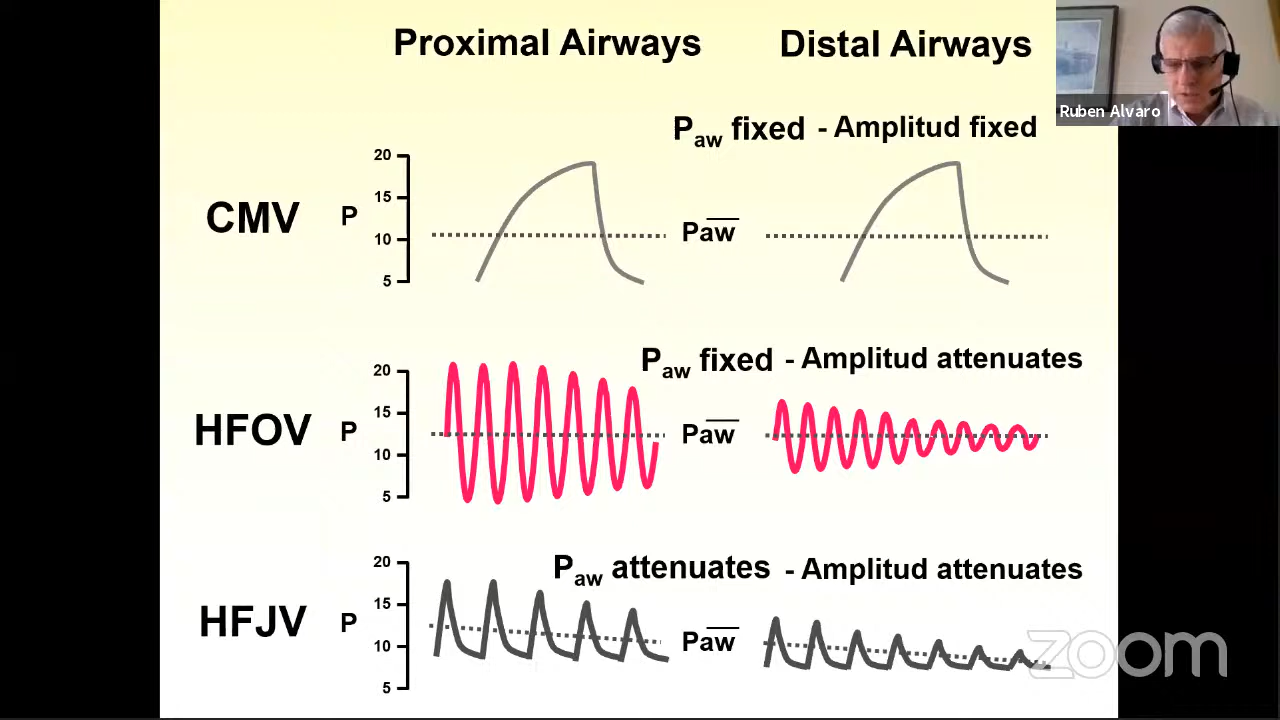 Proximal Airways
Distal Airways
Ruben Alvaro
Paw fixed - Amplitud fixed
CMV
P
20
15
10
5
Paw
Paw fixed - Amplitud attenuates
HFOV
P
20
15
10
5
Paw
Paw attenuates - Amplitud attenuates
HFJV
P
20
15
10
5
Paw
zoom